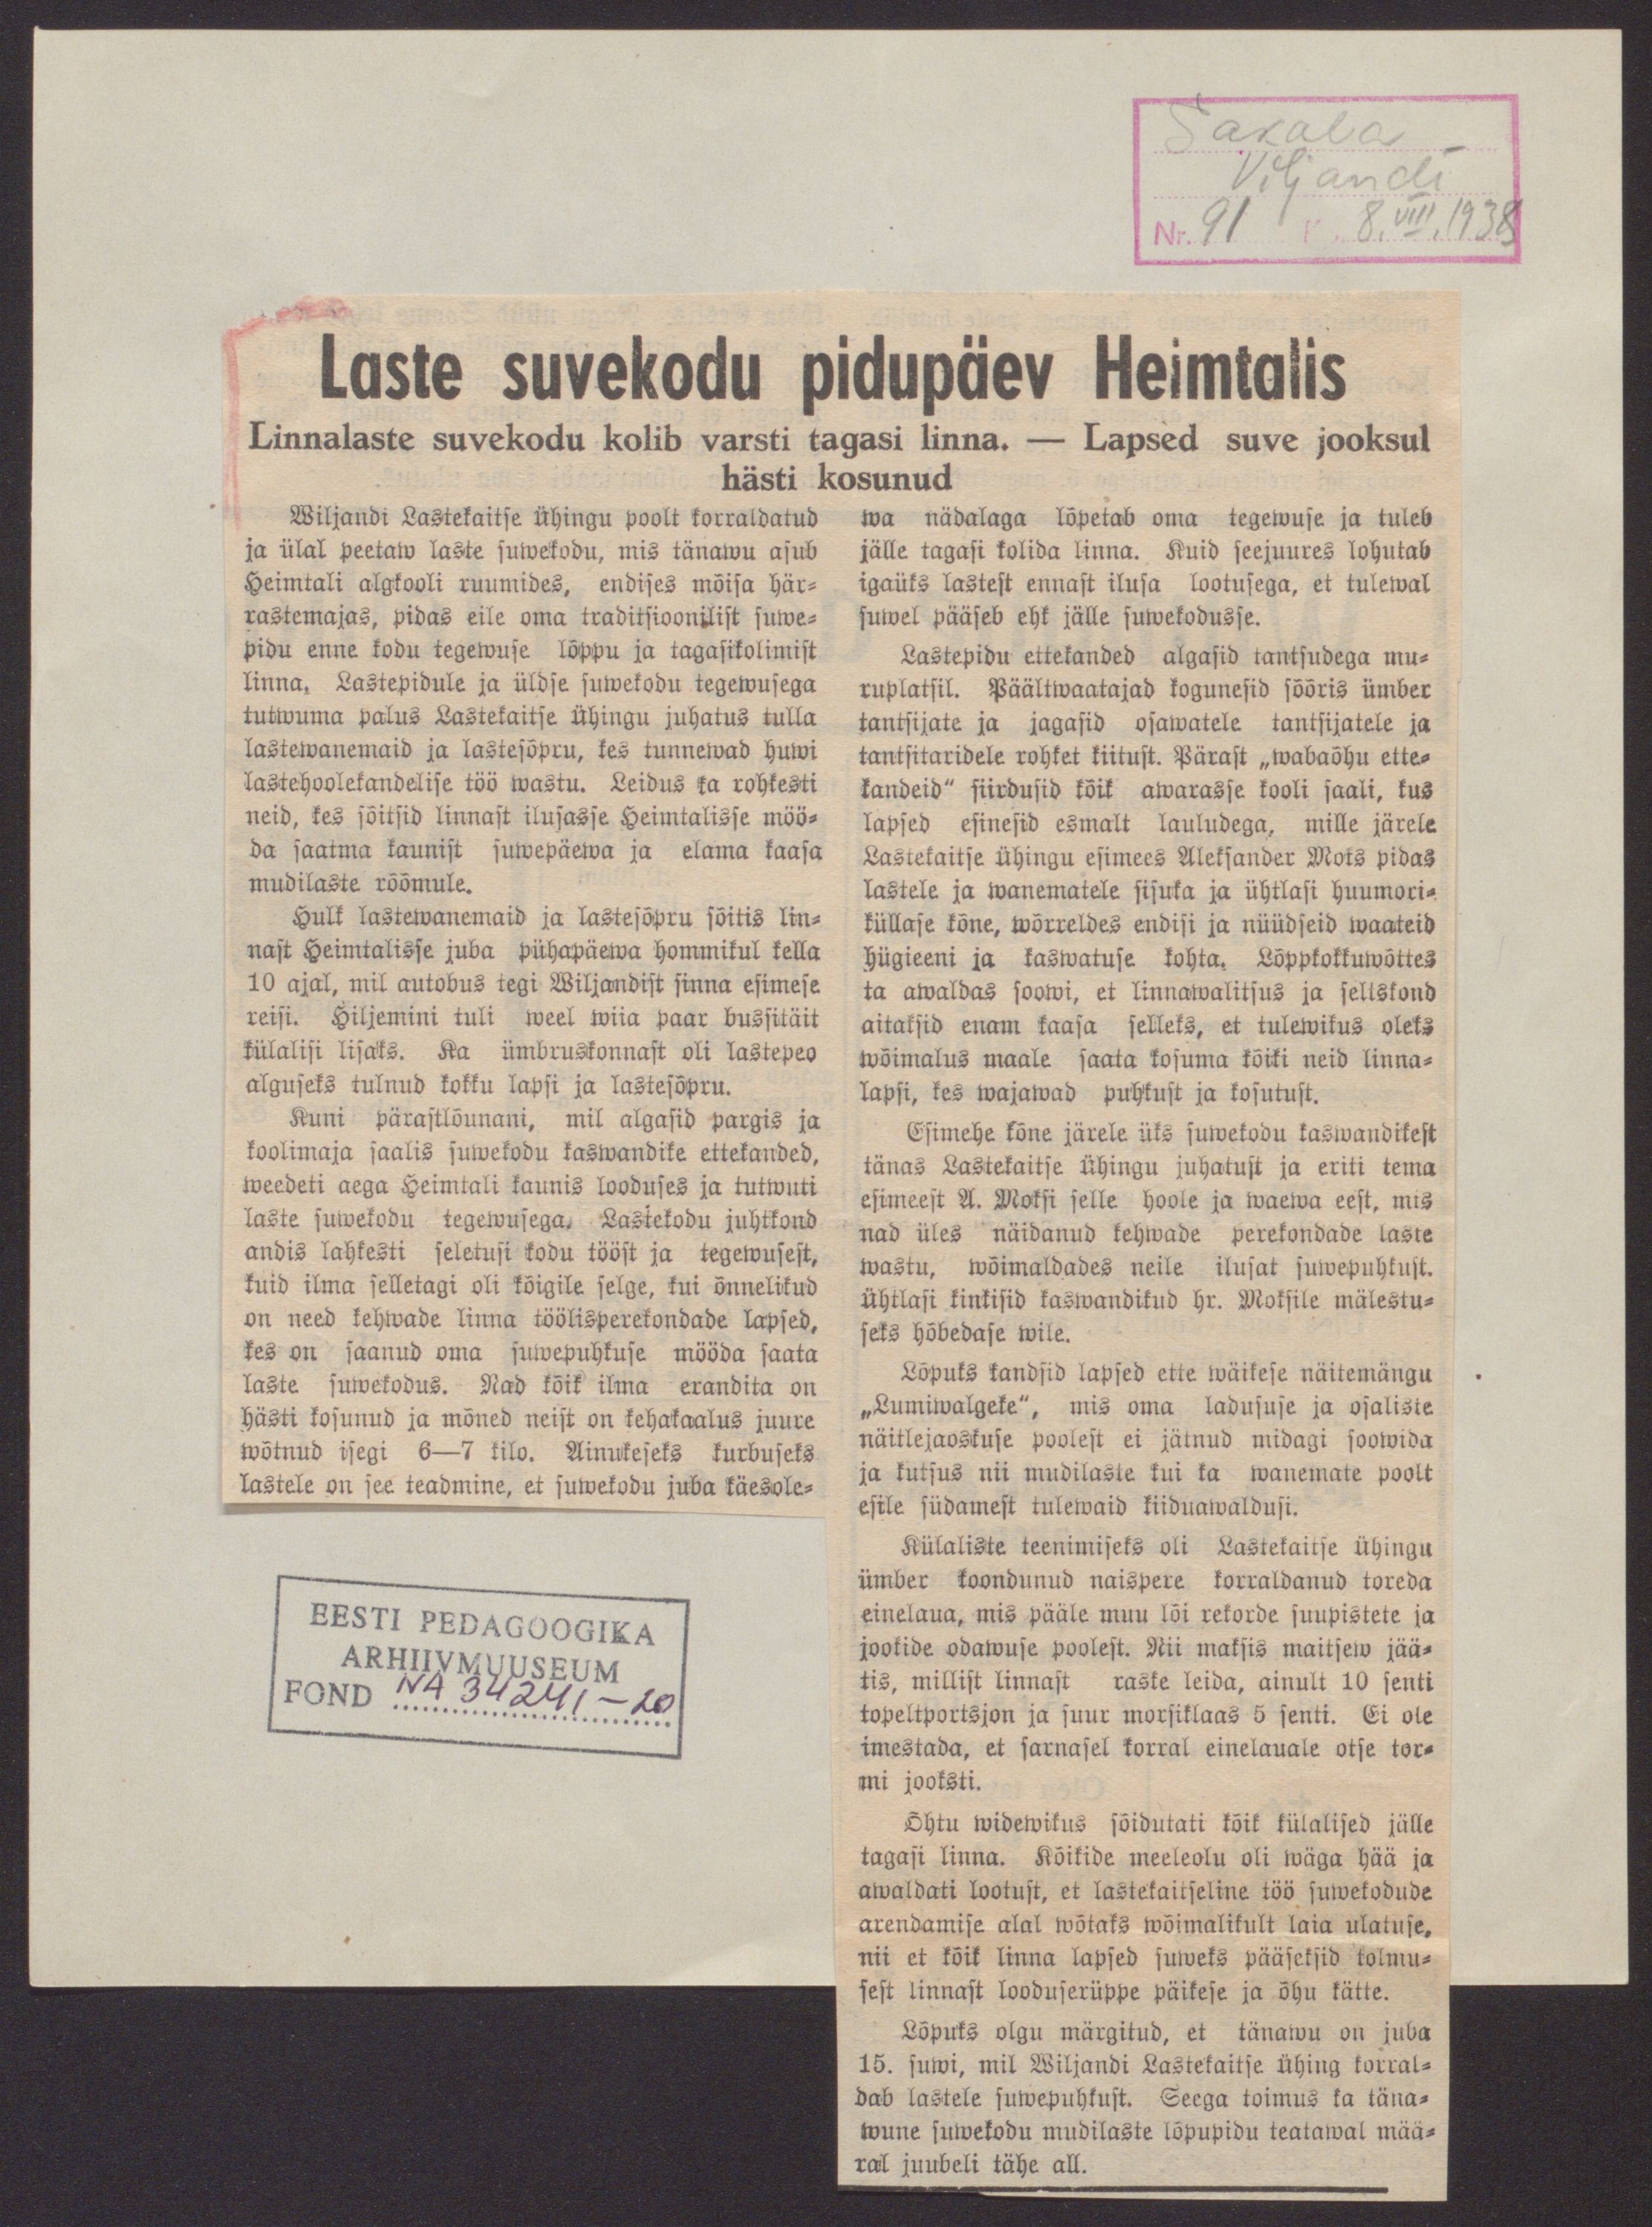 Sakala
Viljandi
Nr. 91 8. VIII. 1938
Laste suvekodu pidupäev Heimtalis
Linnalaste suvekodu kolib varsti tagasi linna. — Lapsed suve jooksul
hästi kosunud
Wiljandi Lastekaitse ühingu poolt korraldatud
ja ülal peetaw laste suwekodu, mis tänawu asub
Heimtali algkooli ruumides, endises mõisa här-
rastemajas, pidas eile oma traditsioonilist suwe-
pidu enne kodu tegewuse lõppu ja tagasikolimist
linna. Lastepidule ja üldse suwekodu tegewusega
tutwuma palus Lastekaitse ühingu juhatus tulla
lastewanemaid ja lastesõpru, kes tunnewad huwi
lastehoolekandelise töö wastu. Leidus ka rohkesti
neid, kes sõitsid linnast ilusasse Heimtalisse möö-
da saatma kaunist suwepäewa ja elama kaasa
mudilaste rõõmule.
Hulk lastewanemaid ja lastesõpru sõitis lin-
nast Heimtalisse juba pühapäewa hommikul kella
10 ajal, mil autobus tegi Wiljandist sinna esimese
reisi. Hiljemini tuli weel wiia paar bussitäit
külalisi lisaks. Ka ümbruskonnast oli lastepeo
alguseks tulnud kokku lapsi ja lastesõpru.
Kuni pärastlõunani, mil algasid pargis ja
koolimaja saalis suwekodu kaswandike ettekanded,
weedeti aega Heimtali kaunis looduses ja tutwuti
laste suwekodu tegewusega. Lastekodu juhtkond
andis lahkesti seletusi kodu tööst ja tegewusest,
kuid ilma selletagi oli kõigile selge, kui õnnelikud
on need kehwade linna töölisperekondade lapsed,
kes on saanud oma suwepuhkuse mööda saata
laste suwekodus. Nad kõik ilma erandita on
hästi kosunud ja mõned neist on kehakaalus juure
wõtnud isegi 6—7 kilo. Ainukeseks kurbuseks
lastele on see teadmine, et suwekodu juba käesole-
wa nädalaga lõpetab oma tegewuse ja tuleb
jälle tagasi kolida linna. Kuid seejuures lohutab
igaüks lastest ennast ilusa lootusega, et tulewal
suwel pääseb ehk jälle suwekodusse.
Lastepidu ettekanded algasid tantsudega mu-
ruplatsil. Päältwaatajad kogunesid sõõris ümber
tantsijate ja jagasid osawatele tantsijatele ja
tantsitaridele rohket kiitust. Pärast „wabaõhu ette-
kandeid“ siirdusid kõik awarasse kooli saali, kus
lapsed esinesid esmalt lauludega, mille järele
Lastekaitse ühingu esimees Aleksander Mots pidas
lastele ja wanematele sisuka ja ühtlasi huumori-
küllase kõne, wõrreldes endisi ja nüüdseid waateid
hügieeni ja kaswatuse kohta. Lõppkokkuwõttes
ta awaldas soowi, et linnawalitsus ja seltskond
aitaksid enam kaasa selleks, et tulewikus oleks
wõimalus maale saata kosuma kõiki neid linna-
lapsi, kes wajawad puhkust ja kosutust.
Esimehe kõne järele üks suwekodu kaswandikest
tänas Lastekaitse ühingu juhatust ja eriti tema
esimeest A. Motsi selle hoole ja waewa eest, mis
nad üles näidanud kehwade perekondade laste
wastu, wõimaldades neile ilusat suwepuhkust.
Ühtlasi kinkisid kaswandikud hr. Motsile mälestu-
seks hõbedase wile.
Lõpuks kandsid lapsed ette wäikese näitemängu
„Lumiwalgeke“, mis oma ladususe ja osaliste
näitlejaoskuse poolest ei jätnud midagi soowida
ja kutsus nii mudilaste kui ka wanemate poolt
esile südamest tulewaid kiiduawaldusi.
Külaliste teenimiseks oli Lastekaitse ühingu
ümber koondunud naispere korraldanud toreda
einelaua, mis pääle muu lõi rekorde suupistete ja
jookide odawuse poolest. Nii maksis maitsew jää-
tis, millist linnast raske leida, ainult 10 senti
topeltportsjon ja suur morsiklaas 5 senti. Ei ole
imestada, et sarnasel korral einelauale otse tor-
mi jooksti.
Õhtu widewikus sõidutati kõik külalised jälle
tagasi linna. Kõikide meeleolu oli wäga hää ja
awaldati lootust, et lastekaitseline töö suwekodude
arendamise alal wõtaks wõimalikult laia ulatuse,
nii et kõik linna lapsed suweks pääseksid tolmu-
sest linnast looduserüppe päikese ja õhu kätte.
Lõpuks olgu märgitud, et tänawu on juba
15. suwi, mil Wiljandi Lastekaitse ühing korral-
dab lastele suwepuhkust. Seega toimus ka täna-
wune suwekodu mudilaste lõpupidu teatawal mää-
ral juubeli tähe all.
EESTI PEDAGOOGIKA
ARHIIVMUUSEUM
FOND NA 34241-20